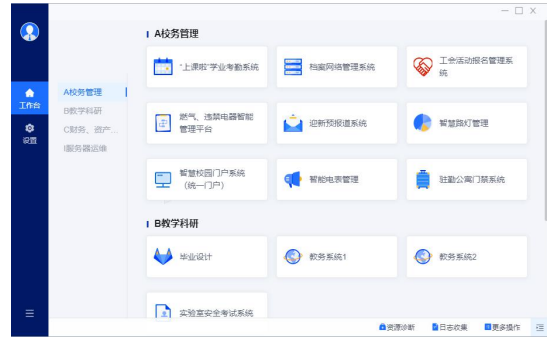 A校务管理
"上课啦"学业考勤系统
档案网络管理系统
工会活动报名管理系
统
工作台
设置
A校务管理
B教学科研
C财务、资产...
I服务器运维
燃气、违禁电器智能
管理平台
迎新预报道系统
智慧路灯管理
智慧校园门户系统
（统一门户）
智能电表管理
驻勤公寓门禁系统
B教学科研
毕业设计
教务系统1
教务系统2
实验室安全考试系统
资源诊断
日志收集
更多操作